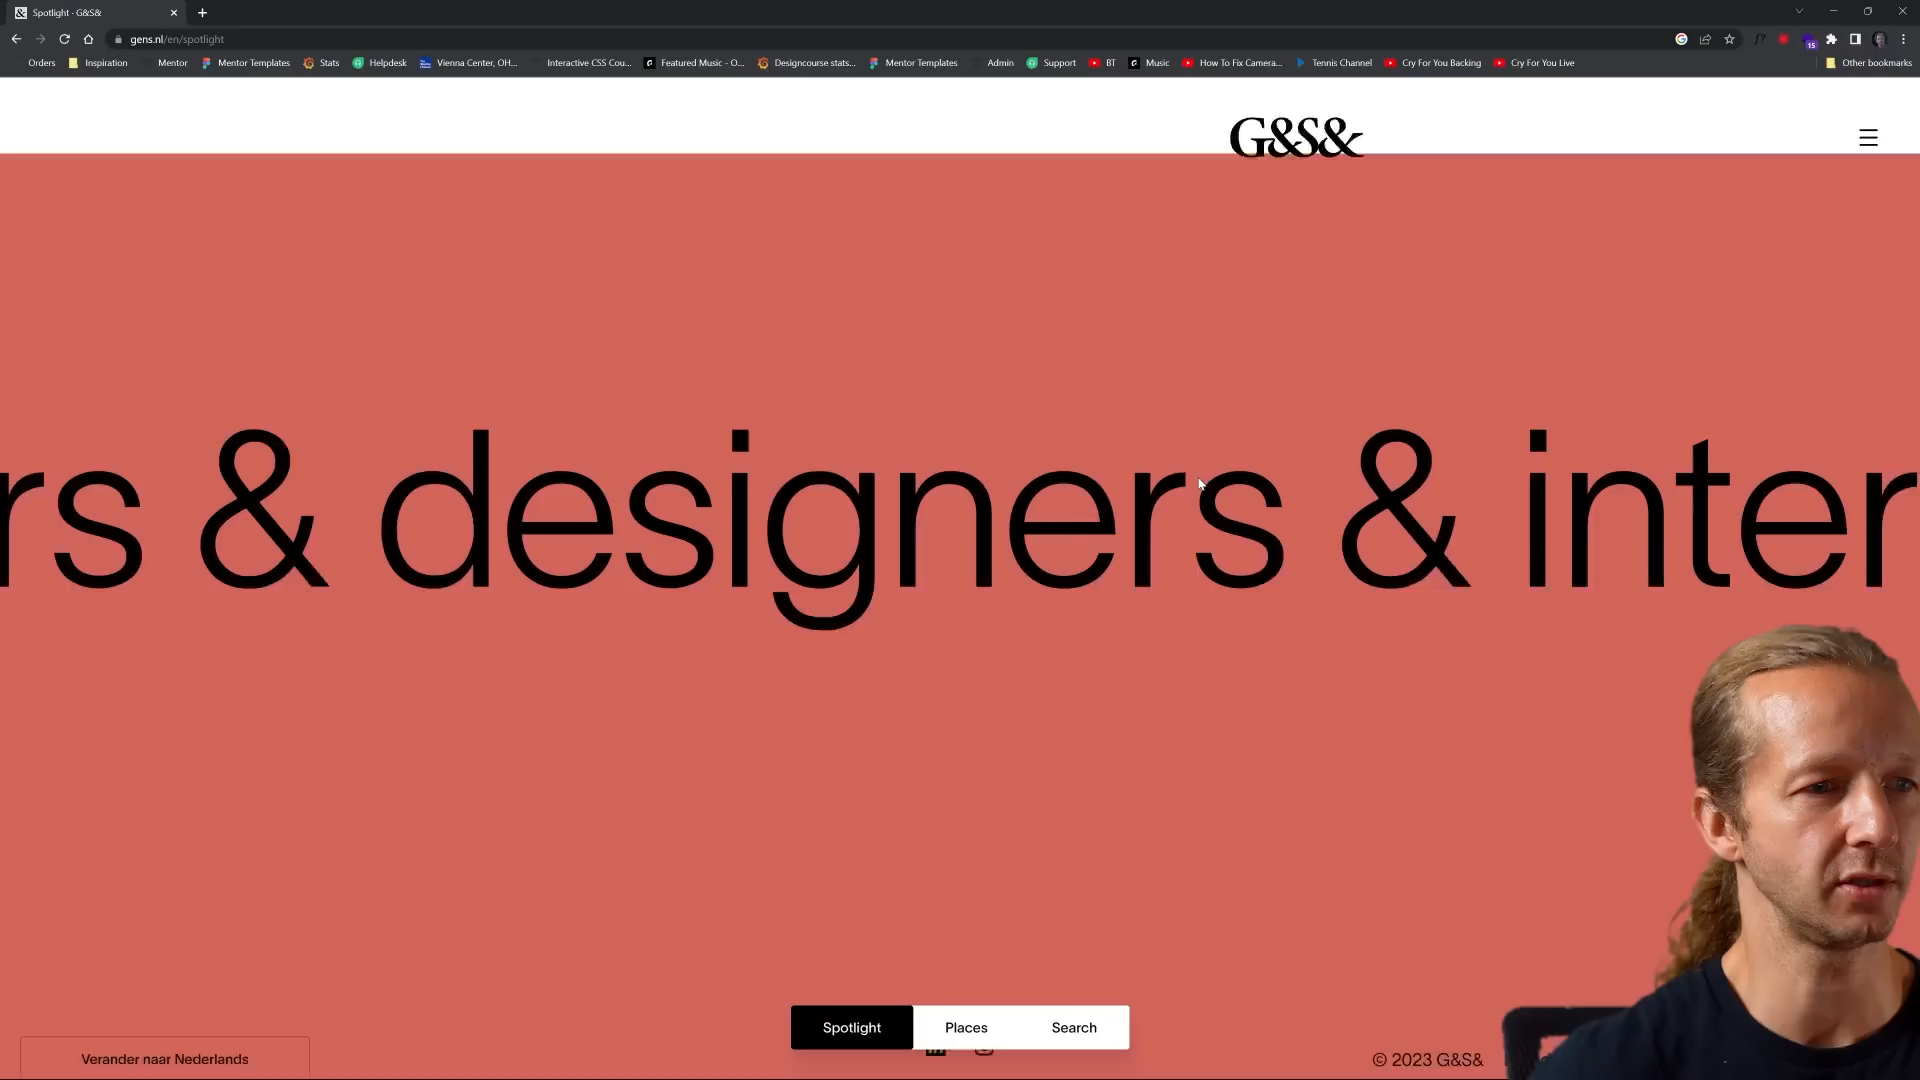 Spotlight · G&S&
gens.nl/en/spotlight
15
Orders
Inspiration
Mentor
Mentor Templates
Stats
Helpdesk
Vienna Center, OH...
Interactive CSS Cou...
Featured Music - O...
Designcourse stats...
Mentor Templates
Admin
Support
BT
Music
How To Fix Camera...
Tennis Channel
Cry For You Backing
Cry For You Live
Other bookmarks
G&S&
rs & designers & inter
Spotlight
Places
Search
Verander naar Nederlands
© 2023 G&S&